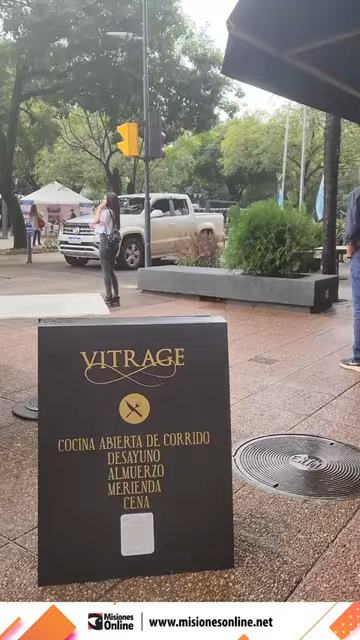 VITRAGE
COCINA ABIERTA DE CORRIDO
DESAYUNO
ALMUERZO
MERIENDA
CENA
Misiones
Online
www.misionesonline.net